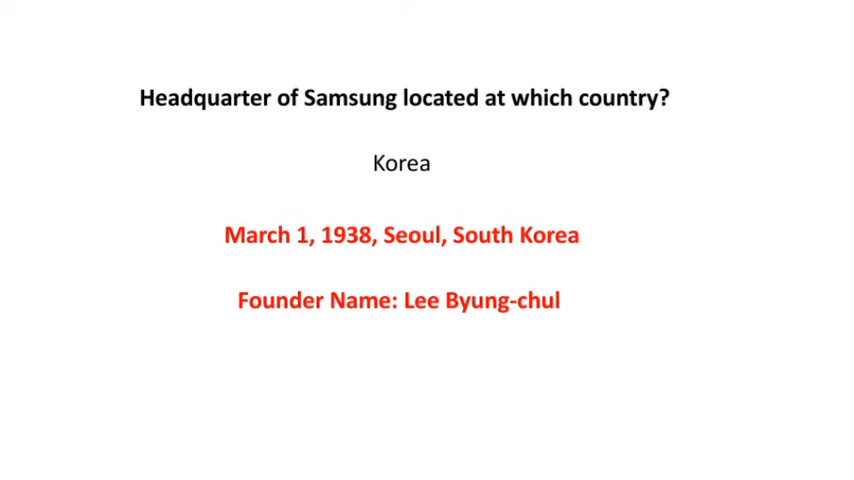 Headquarter of Samsung located at which country?
Korea
March 1, 1938, Seoul, South Korea
Founder Name: Lee Byung-chul